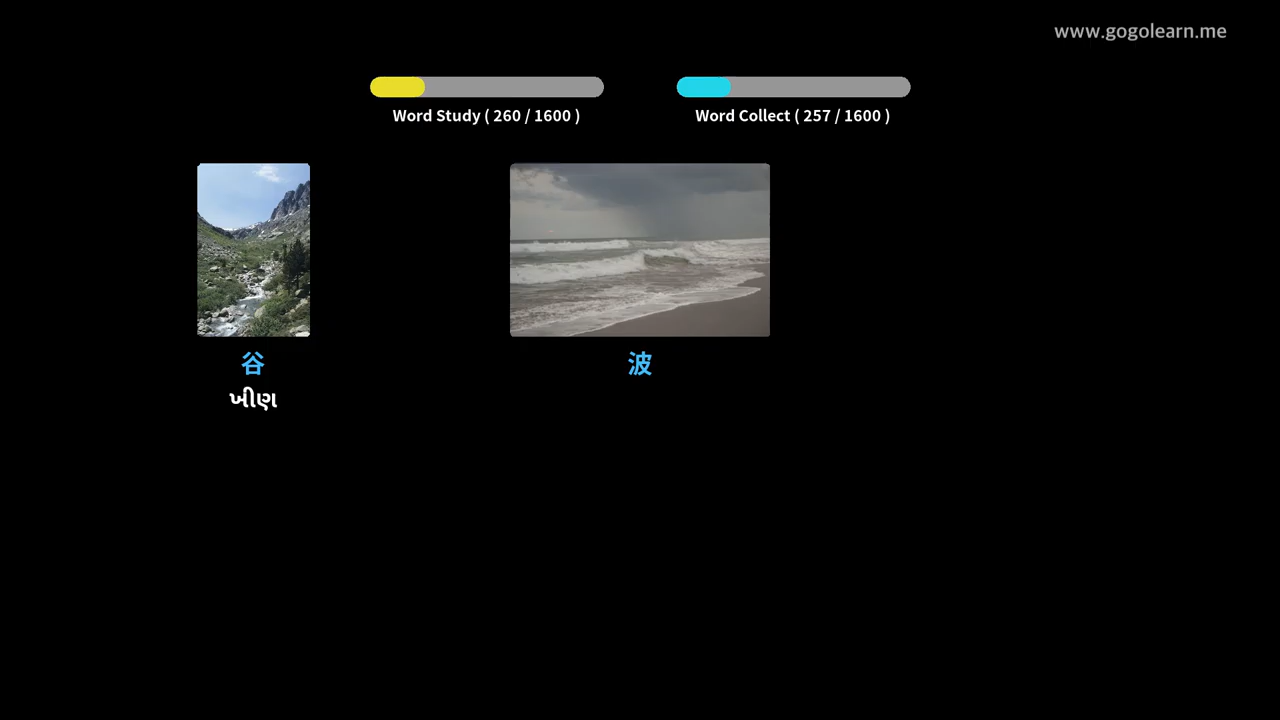 www.gogolearn.me
Word Study ( 260 / 1600 )
Word Collect ( 257 / 1600 )
谷
ખીણ
波